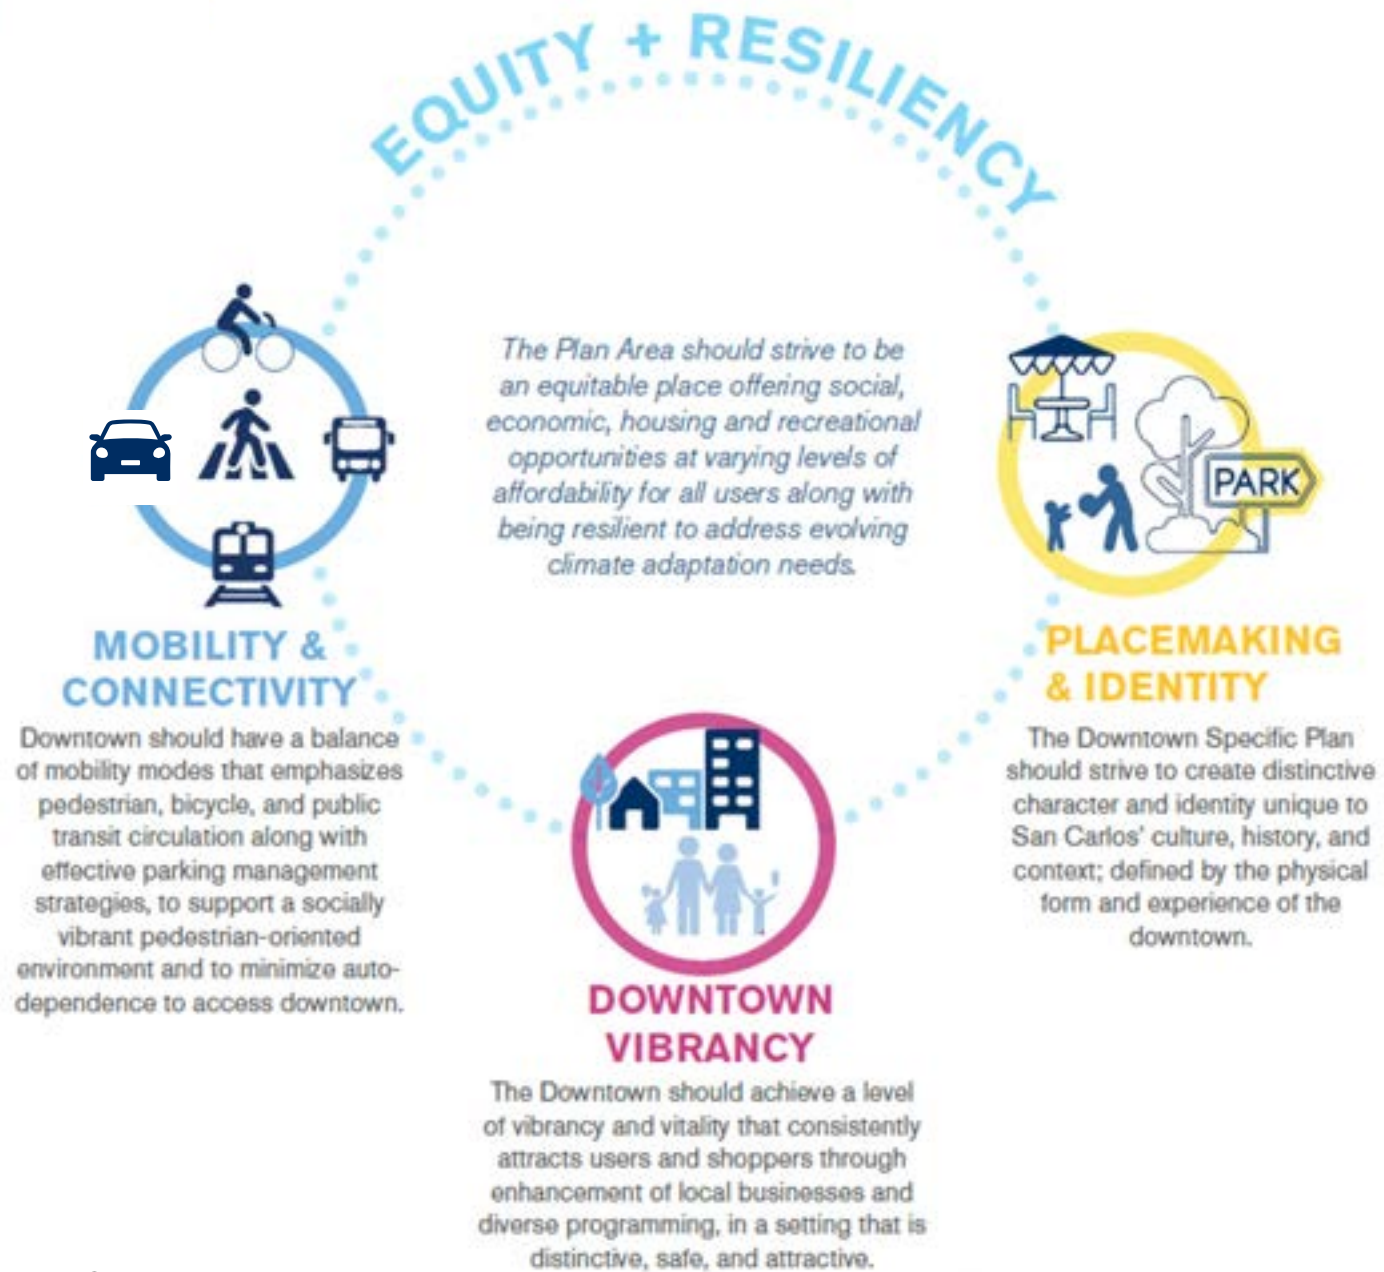 EQUITY + RESILIENCY
The Plan Area should strive to be
an equitable place offering social,
economic, housing and recreational
opportunities at varying levels of
affordability for all users along with
being resilient to address evolving
climate adaptation needs.
MOBILITY &
CONNECTIVITY
Downtown should have a balance
of mobility modes that emphasizes
pedestrian, bicycle, and public
transit circulation along with
effective parking management
strategies, to support a socially
vibrant pedestrian-oriented
environment and to minimize auto-
dependence to access downtown.
DOWNTOWN
VIBRANCY
The Downtown should achieve a level
of vibrancy and vitality that consistently
attracts users and shoppers through
enhancement of local businesses and
diverse programming, in a setting that is
distinctive, safe, and attractive.
PARK
PLACEMAKING
& IDENTITY
The Downtown Specific Plan
should strive to create distinctive
character and identity unique to
San Carlos' culture, history, and
context; defined by the physical
form and experience of the
downtown.